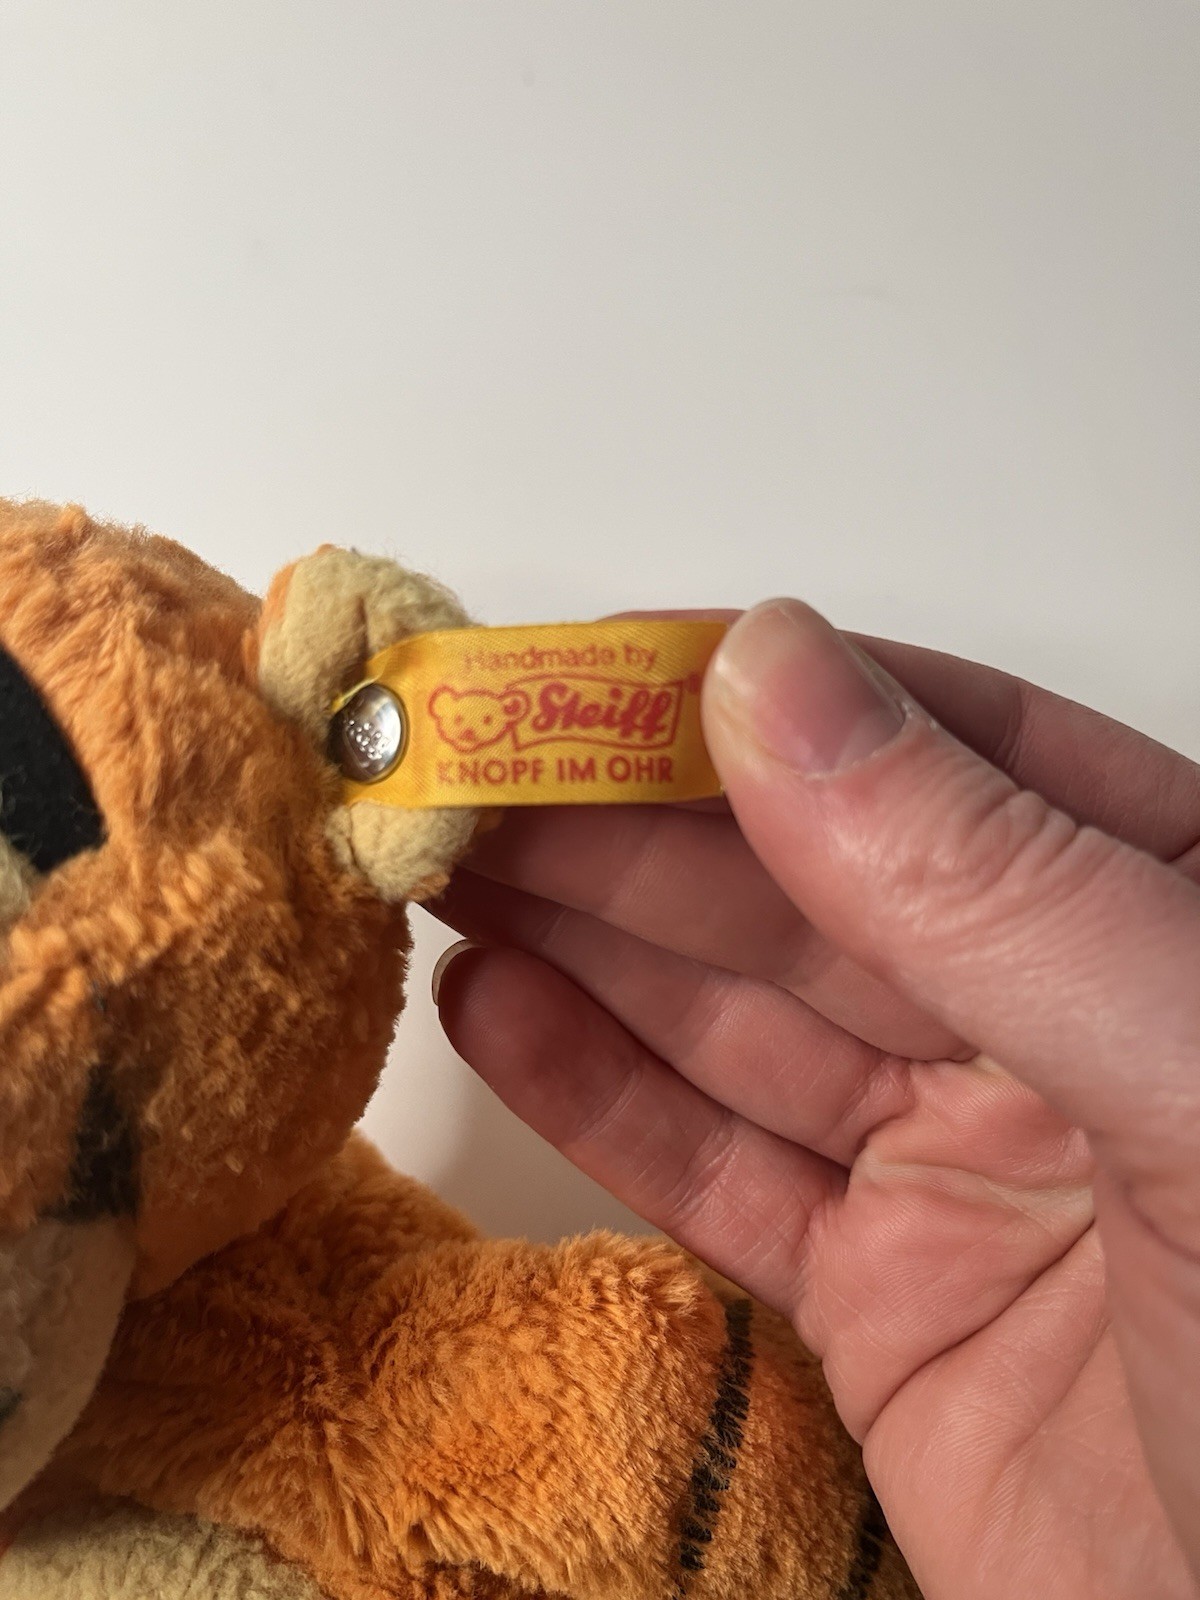 Handmade by
Steiff ®
KNOPF IM OHR